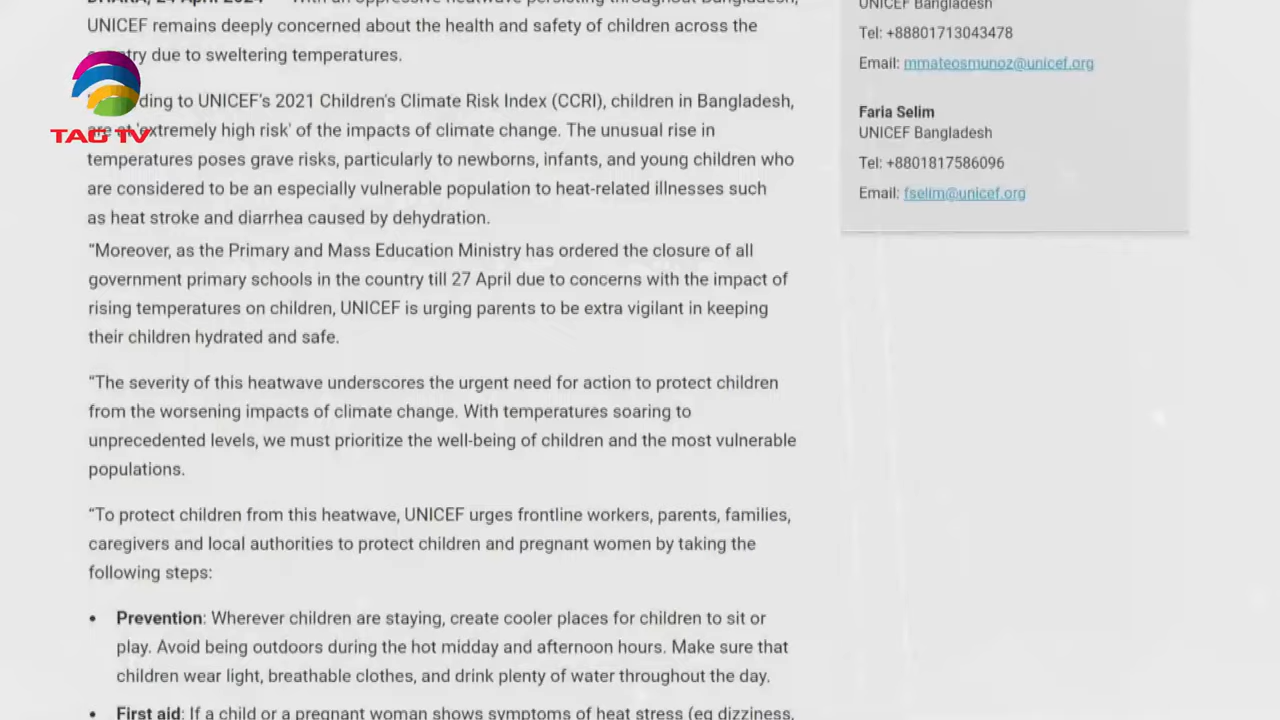 DHAKA, 24 April 2024 — "With an oppressive heatwave persisting throughout Bangladesh,
UNICEF remains deeply concerned about the health and safety of children across the
country due to sweltering temperatures.
TAG TV
ding to UNICEF's 2021 Children's Climate Risk Index (CCRI), children in Bangladesh,
are at 'extremely high risk' of the impacts of climate change. The unusual rise in
temperatures poses grave risks, particularly to newborns, infants, and young children who
are considered to be an especially vulnerable population to heat-related illnesses such
as heat stroke and diarrhea caused by dehydration.
“Moreover, as the Primary and Mass Education Ministry has ordered the closure of all
government primary schools in the country till 27 April due to concerns with the impact of
rising temperatures on children, UNICEF is urging parents to be extra vigilant in keeping
their children hydrated and safe.
“The severity of this heatwave underscores the urgent need for action to protect children
from the worsening impacts of climate change. With temperatures soaring to
unprecedented levels, we must prioritize the well-being of children and the most vulnerable
populations.
“To protect children from this heatwave, UNICEF urges frontline workers, parents, families,
caregivers and local authorities to protect children and pregnant women by taking the
following steps:
• Prevention: Wherever children are staying, create cooler places for children to sit or
play. Avoid being outdoors during the hot midday and afternoon hours. Make sure that
children wear light, breathable clothes, and drink plenty of water throughout the day.
• First aid: If a child or a pregnant woman shows symptoms of heat stress (eg dizziness,
UNICEF Bangladesh
Tel: +88801713043478
Email: mmateosmunoz@unicef.org
Faria Selim
UNICEF Bangladesh
Tel: +8801817586096
Email: fselim@unicef.org